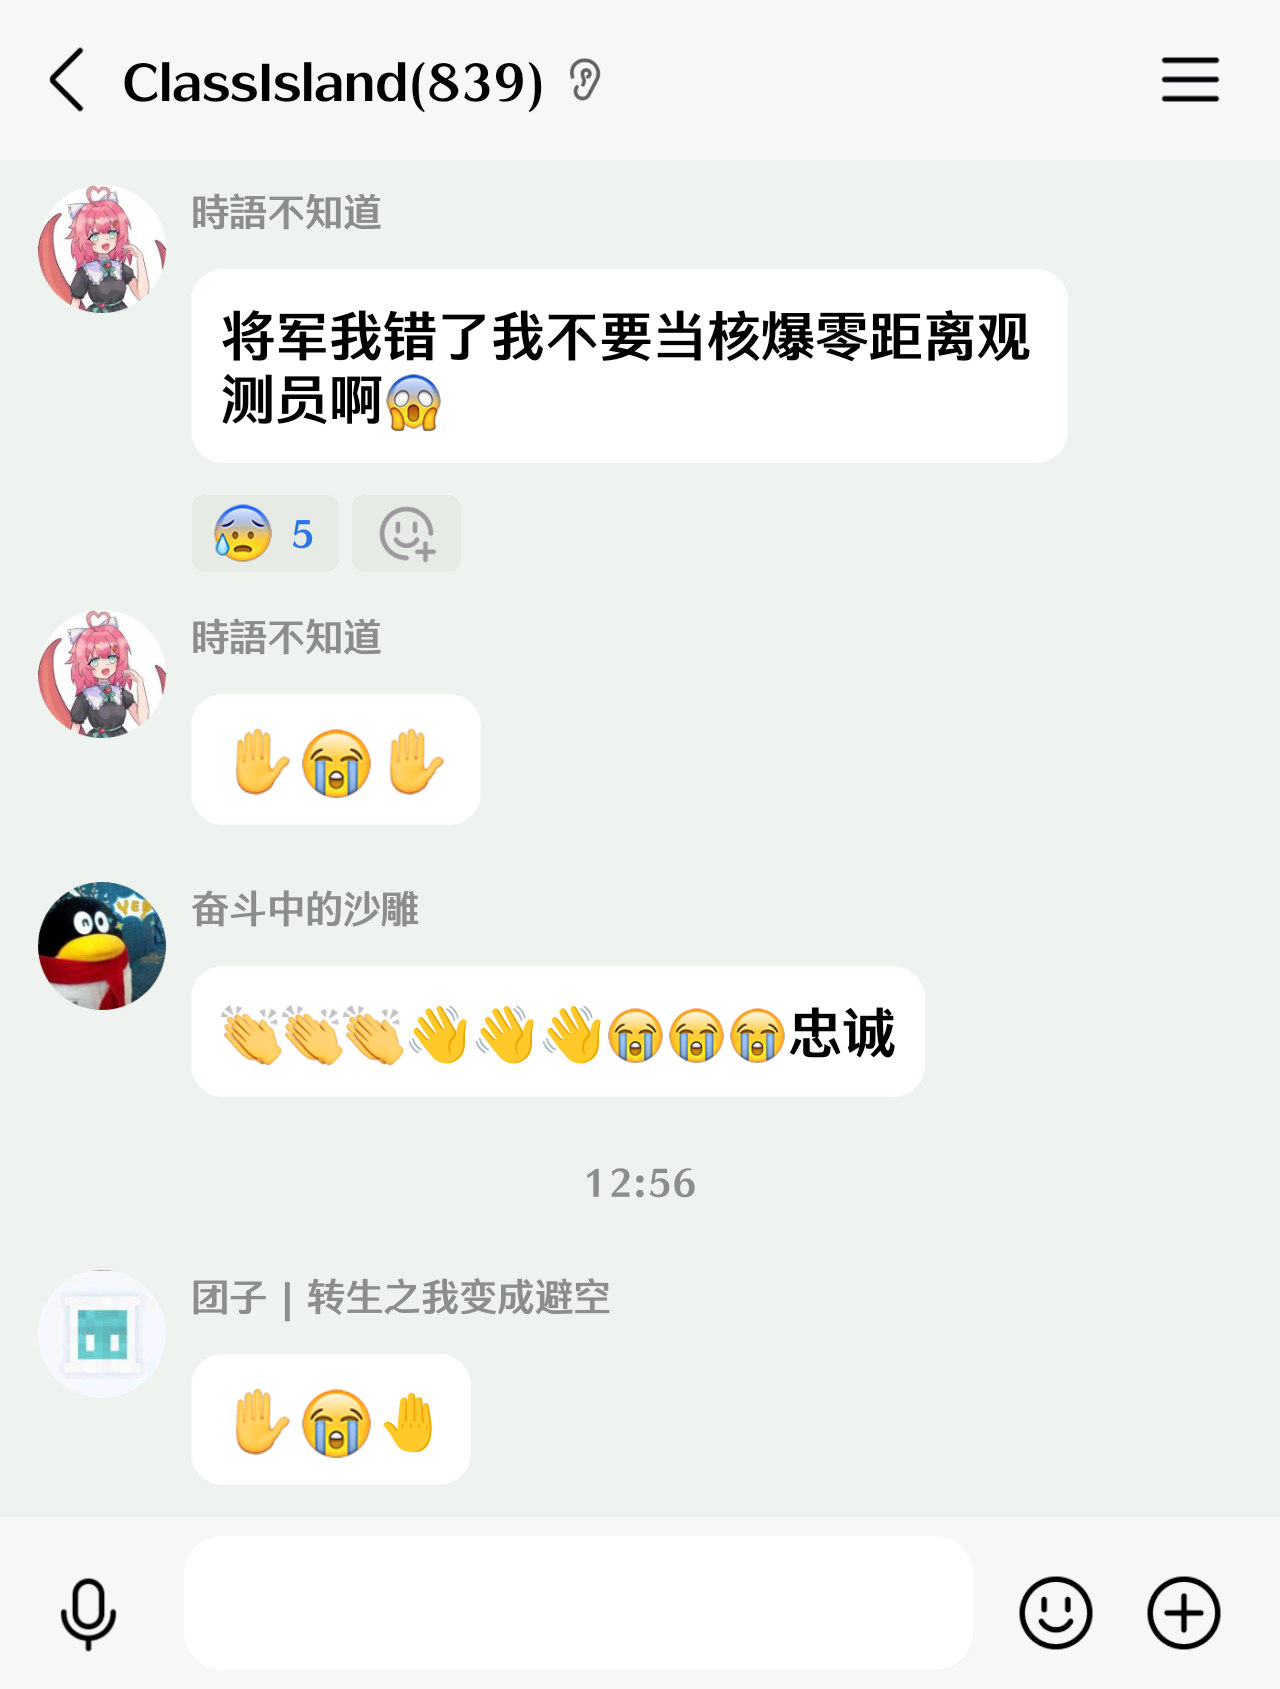 ClassIsland(839)
時語不知道
将军我错了我不要当核爆零距离观
测员啊😱
😰 5
時語不知道
✋😭✋
奋斗中的沙雕
YES
👏👏👏👋👋👋😭😭😭忠诚
12:56
团子 | 转生之我变成避空
✋😭🤚